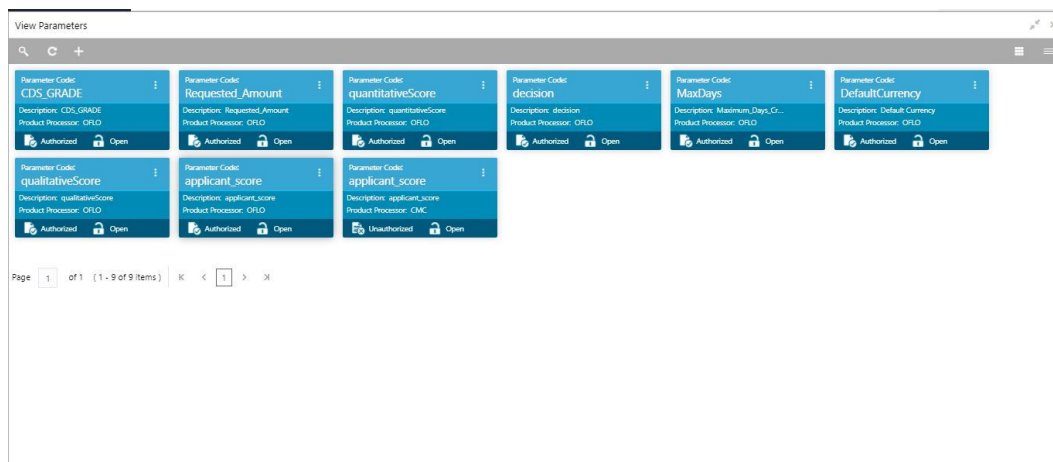 View Parameters
Parameter Code:
CDS_GRADE
Description: CDS_GRADE
Product Processor: OFLO
Authorized Open
Parameter Code:
Requested_Amount
Description: Requested_Amount
Product Processor: OFLO
Authorized Open
Parameter Code:
quantitativeScore
Description: quantitativeScore
Product Processor: OFLO
Authorized Open
Parameter Code:
decision
Description: decision
Product Processor: OFLO
Authorized Open
Parameter Code:
MaxDays
Description: Maximum_Days_Cr...
Product Processor: OFLO
Authorized Open
Parameter Code:
DefaultCurrency
Description: Default Currency
Product Processor: OFLO
Authorized Open
Parameter Code:
qualitativeScore
Description: qualitativeScore
Product Processor: OFLO
Authorized Open
Parameter Code:
applicant_score
Description: applicant_score
Product Processor: OFLO
Authorized Open
Parameter Code:
applicant_score
Description: applicant_score
Product Processor: CMC
Unauthorized Open
Page 1 of 1 ( 1 - 9 of 9 items ) 1